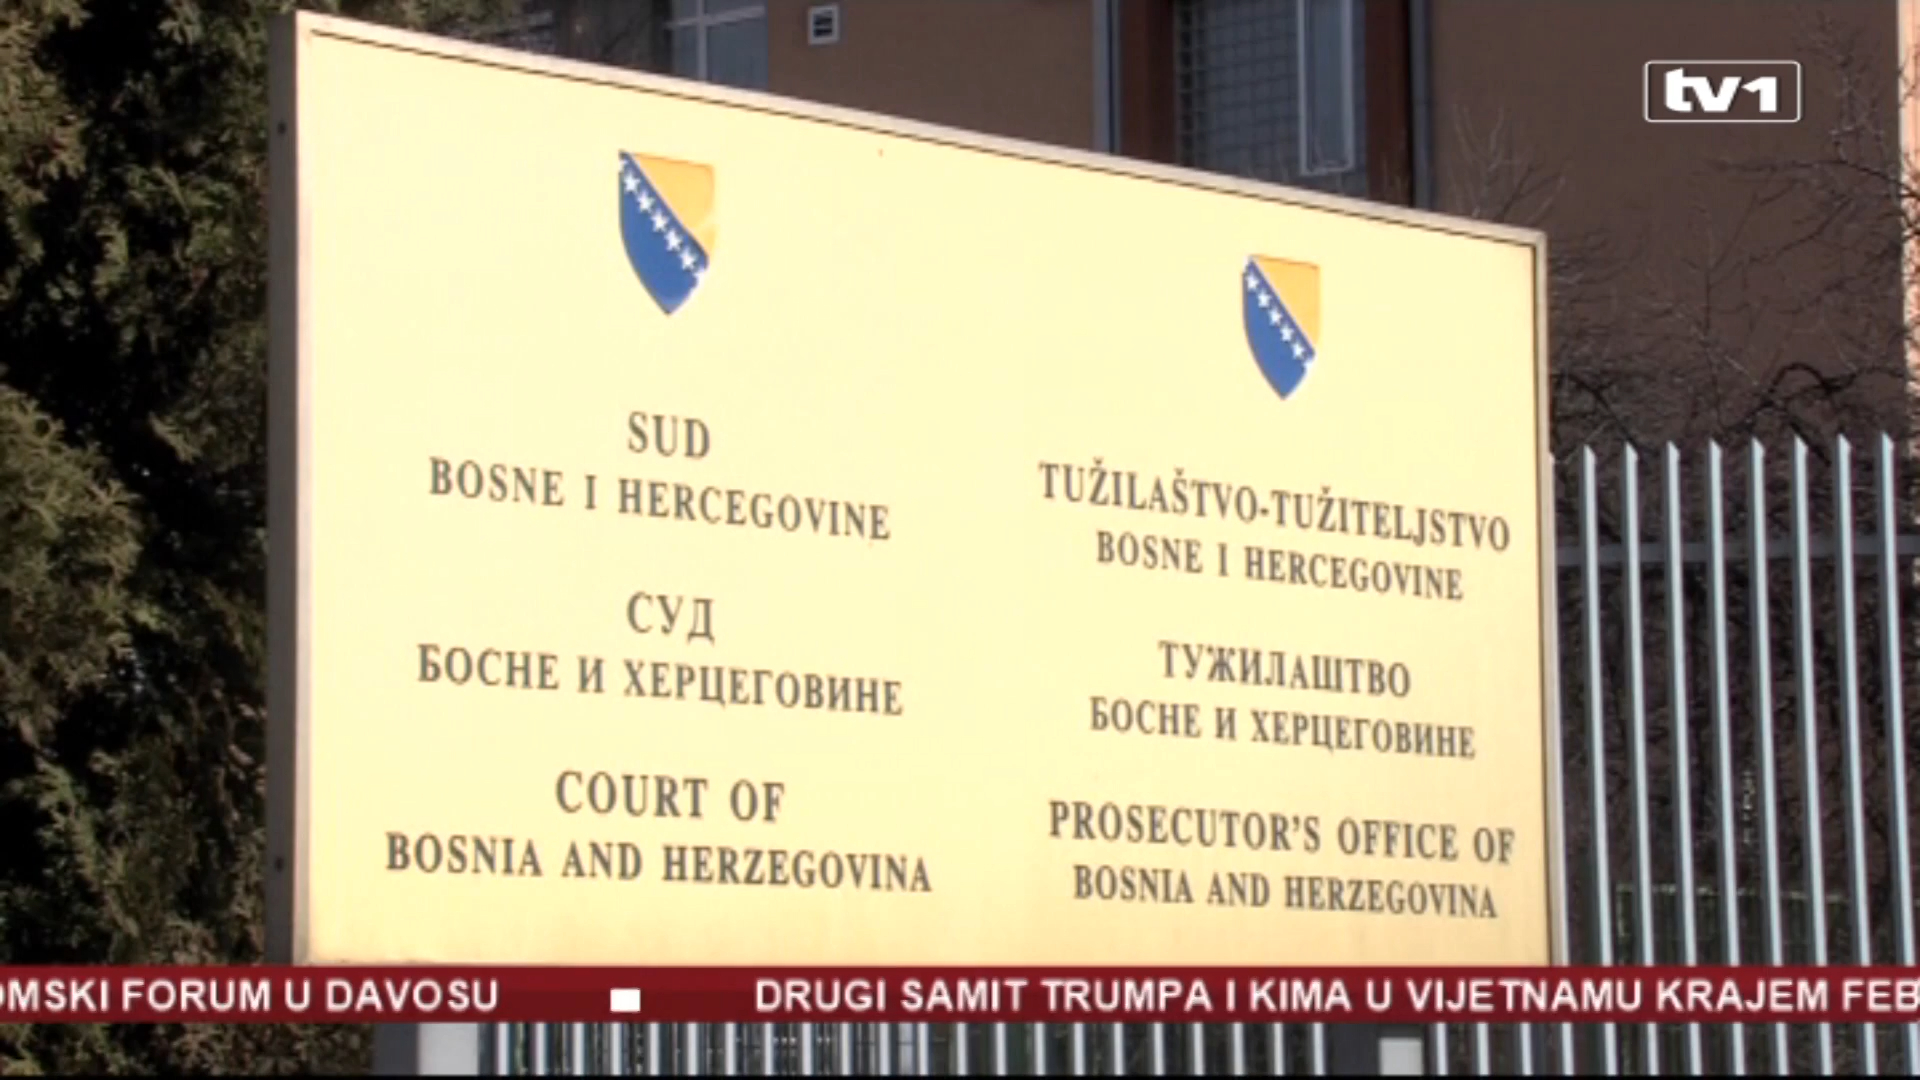 tv1
SUD
BOSNE I HERCEGOVINE
СУД
БОСНЕ И ХЕРЦЕГОВИНЕ
COURT OF
BOSNIA AND HERZEGOVINA
TUŽILAŠTVO-TUŽITELJSTVO
BOSNE I HERCEGOVINE
ТУЖИЛАШТВО
БОСНЕ И ХЕРЦЕГОВИНЕ
PROSECUTOR'S OFFICE OF
BOSNIA AND HERZEGOVINA
OMSKI FORUM U DAVOSU DRUGI SAMIT TRUMPA I KIMA U VIJETNAMU KRAJEM FEB